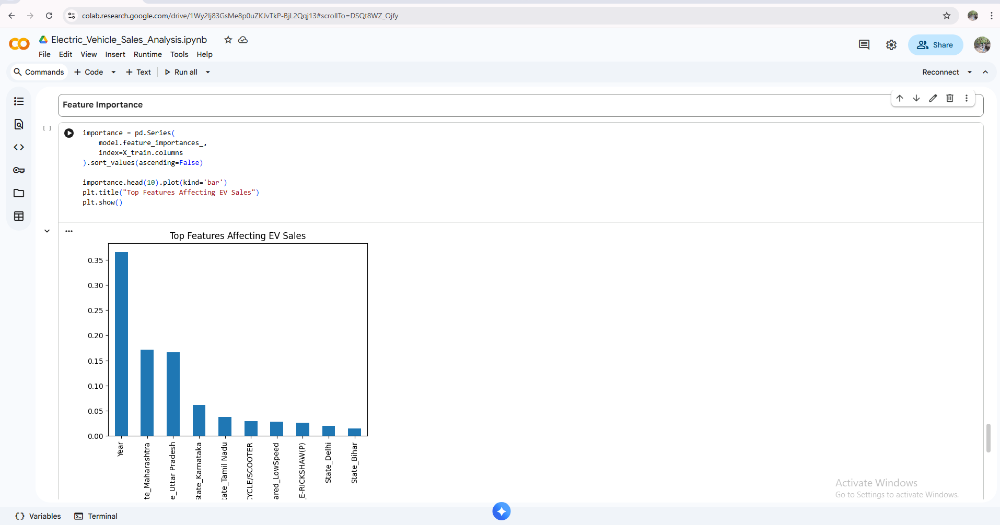 colab.research.google.com/drive/1Wy2Ij83GsMe8p0uZKJvTkP-BjL2Qqj13#scrollTo=DSQt8WZ_Ojfy
Electric_Vehicle_Sales_Analysis.ipynb
File Edit View Insert Runtime Tools Help
Share
Commands + Code + Text Run all
Reconnect
Feature Importance
[ ]
importance = pd.Series(
model.feature_importances_,
index=X_train.columns
).sort_values(ascending=False)
importance.head(10).plot(kind='bar')
plt.title("Top Features Affecting EV Sales")
plt.show()
Top Features Affecting EV Sales
0.35
0.30
0.25
0.20
0.15
0.10
0.05
0.00
Year
te_Maharashtra
e_Uttar Pradesh
State_Karnataka
tate_Tamil Nadu
CYCLE/SCOOTER
ared_LowSpeed
_E-RICKSHAW(P)
State_Delhi
State_Bihar
Activate Windows
Go to Settings to activate Windows.
Variables Terminal